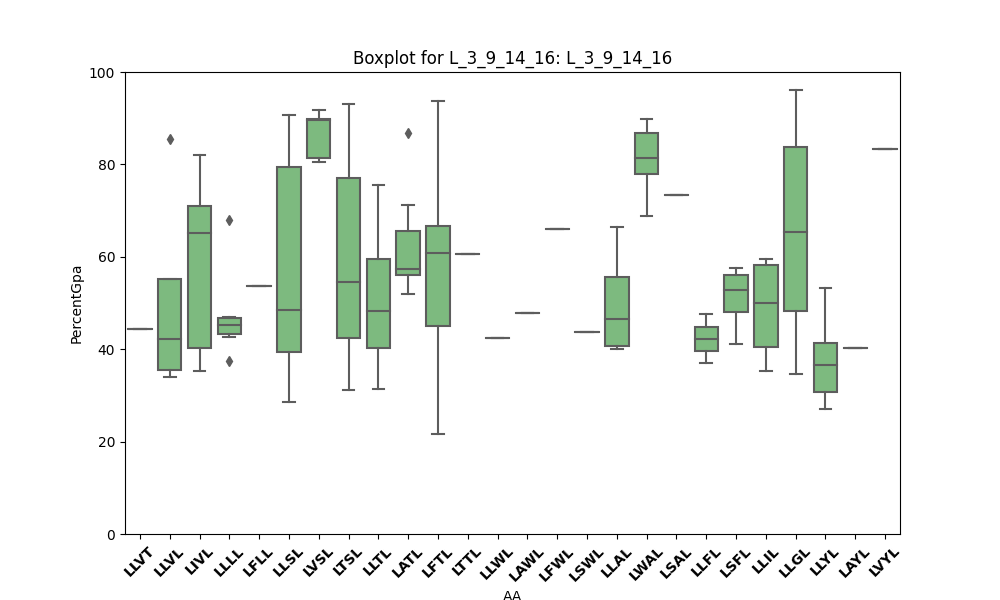 Boxplot for L_3_9_14_16: L_3_9_14_16
100
80
60
40
20
0
PercentGpa
LLVT LLVL LIVL LLLL LFLL LLSL LVSL LTSL LLTL LATL LFTL LTTL LLWL LAWL LFWL LSWL LLAL LWAL LSAL LLFL LSFL LLIL LLGL LLYL LAYL LVYL
AA